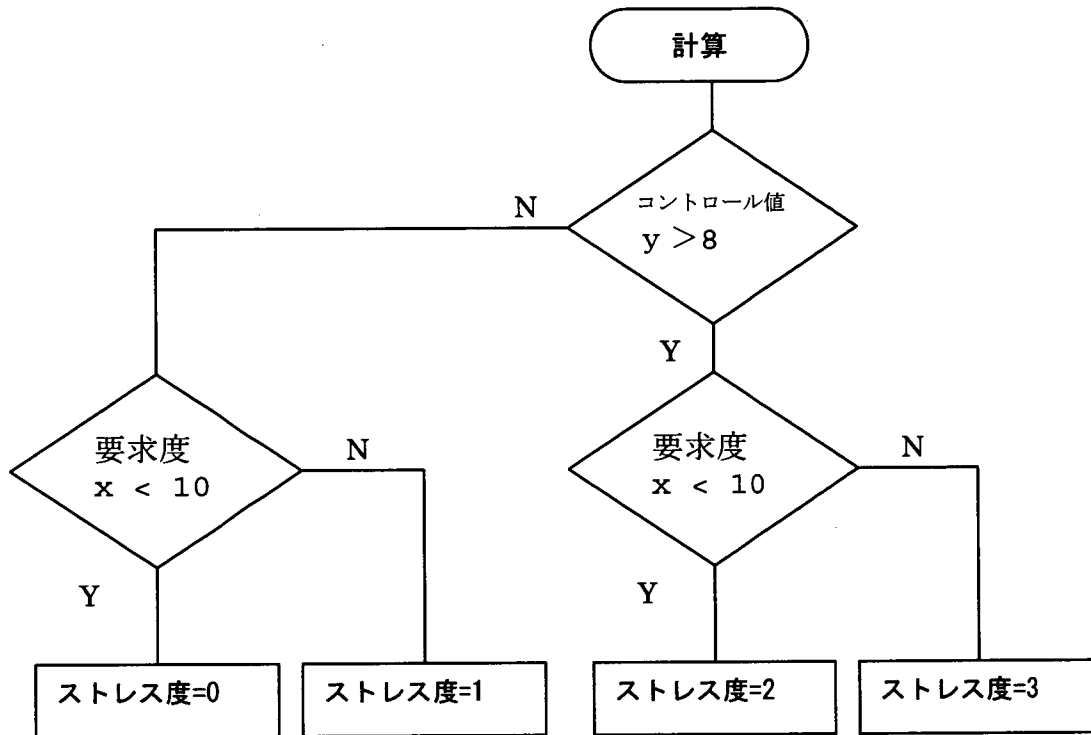 計算
コントロール値
y >8
N
Y
要求度
x < 10
N
Y
要求度
x < 10
N
Y
ストレス度=0
ストレス度=1
ストレス度=2
ストレス度=3